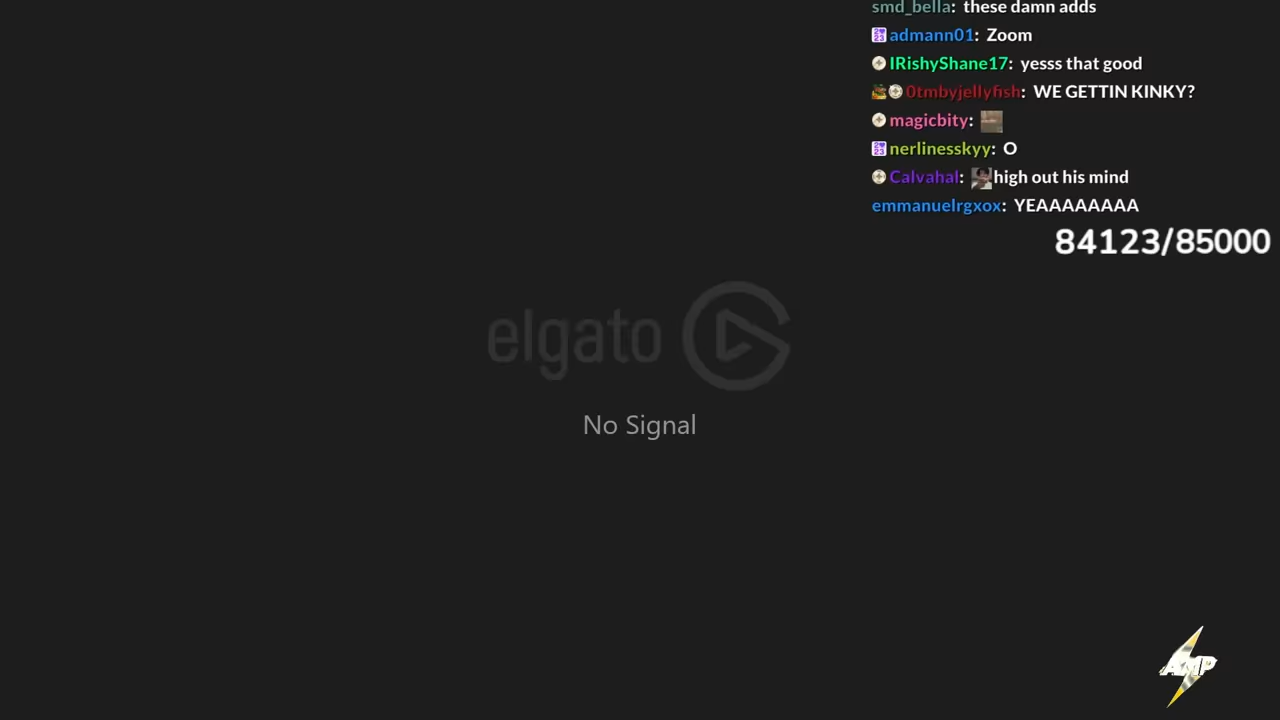 smd_bella: these damn adds
admann01: Zoom
IRishyShane17: yesss that good
0tmbyjellyfish: WE GETTIN KINKY?
magicbity:
nerlinesskyy: O
Calvahal: high out his mind
emmanuelrgxox: YEAAAAAAAA
84123/85000
elgato
No Signal
AMP